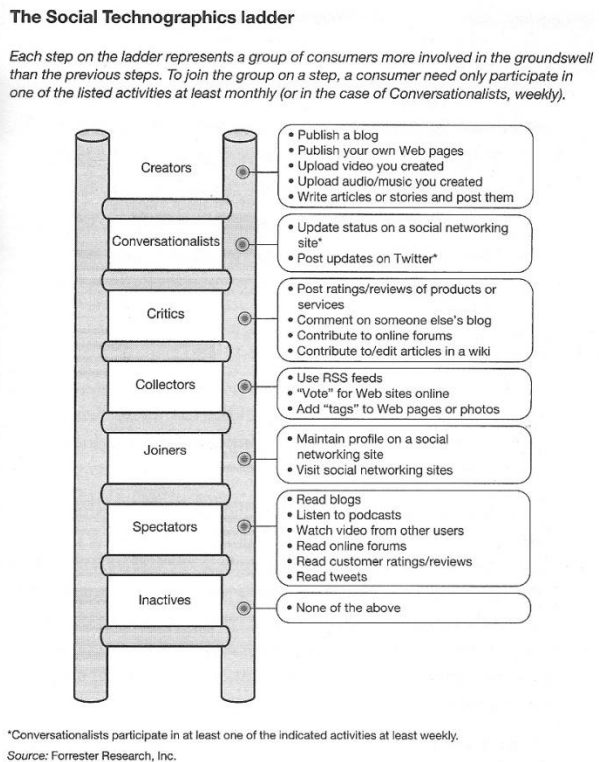 The Social Technographics ladder
Each step on the ladder represents a group of consumers more involved in the groundswell
than the previous steps. To join the group on a step, a consumer need only participate in
one of the listed activities at least monthly (or in the case of Conversationalists, weekly).
Creators
• Publish a blog
• Publish your own Web pages
• Upload video you created
• Upload audio/music you created
• Write articles or stories and post them
Conversationalists
• Update status on a social networking
site*
• Post updates on Twitter*
Critics
• Post ratings/reviews of products or
services
• Comment on someone else's blog
• Contribute to online forums
• Contribute to/edit articles in a wiki
Collectors
• Use RSS feeds
• "Vote" for Web sites online
• Add "tags" to Web pages or photos
Joiners
• Maintain profile on a social
networking site
• Visit social networking sites
Spectators
• Read blogs
• Listen to podcasts
• Watch video from other users
• Read online forums
• Read customer ratings/reviews
• Read tweets
Inactives
• None of the above
*Conversationalists participate in at least one of the indicated activities at least weekly.
Source: Forrester Research, Inc.